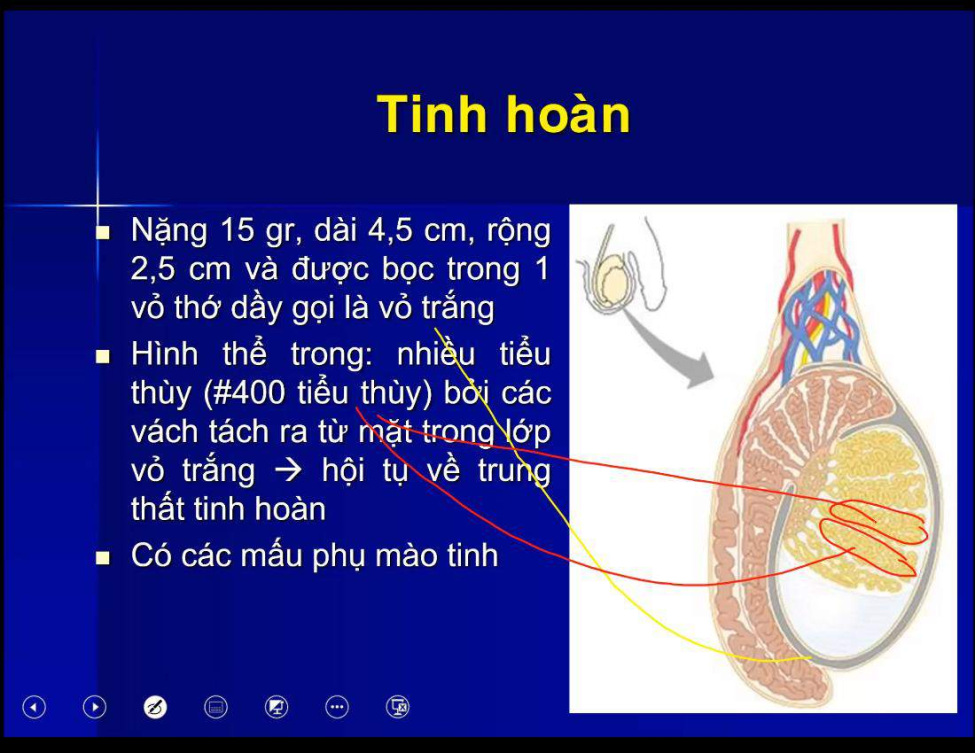 Tinh hoàn
Nặng 15 gr, dài 4,5 cm, rộng
2,5 cm và được bọc trong 1
vỏ thớ dầy gọi là vỏ trắng
Hình thể trong: nhiều tiểu
thùy (#400 tiểu thùy) bởi các
vách tách ra từ mặt trong lớp
vỏ trắng → hội tụ về trung
thất tinh hoàn
Có các mấu phụ mào tinh